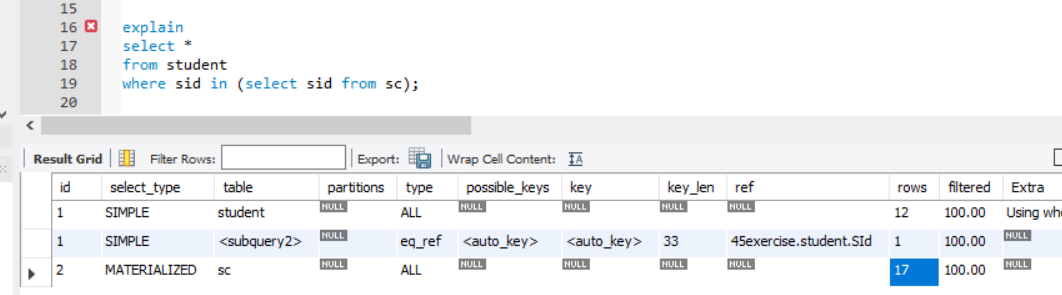 15
16 explain
17 select *
18 from student
19 where sid in (select sid from sc);
20
Result Grid Filter Rows: Export: Wrap Cell Content:
id select_type table partitions type possible_keys key key_len ref rows filtered Extra
1 SIMPLE student NULL ALL NULL NULL NULL NULL 12 100.00 Using whe
1 SIMPLE <subquery2> NULL eq_ref <auto_key> <auto_key> 33 45exercise.student.SId 1 100.00 NULL
2 MATERIALIZED sc NULL ALL NULL NULL NULL NULL 17 100.00 NULL